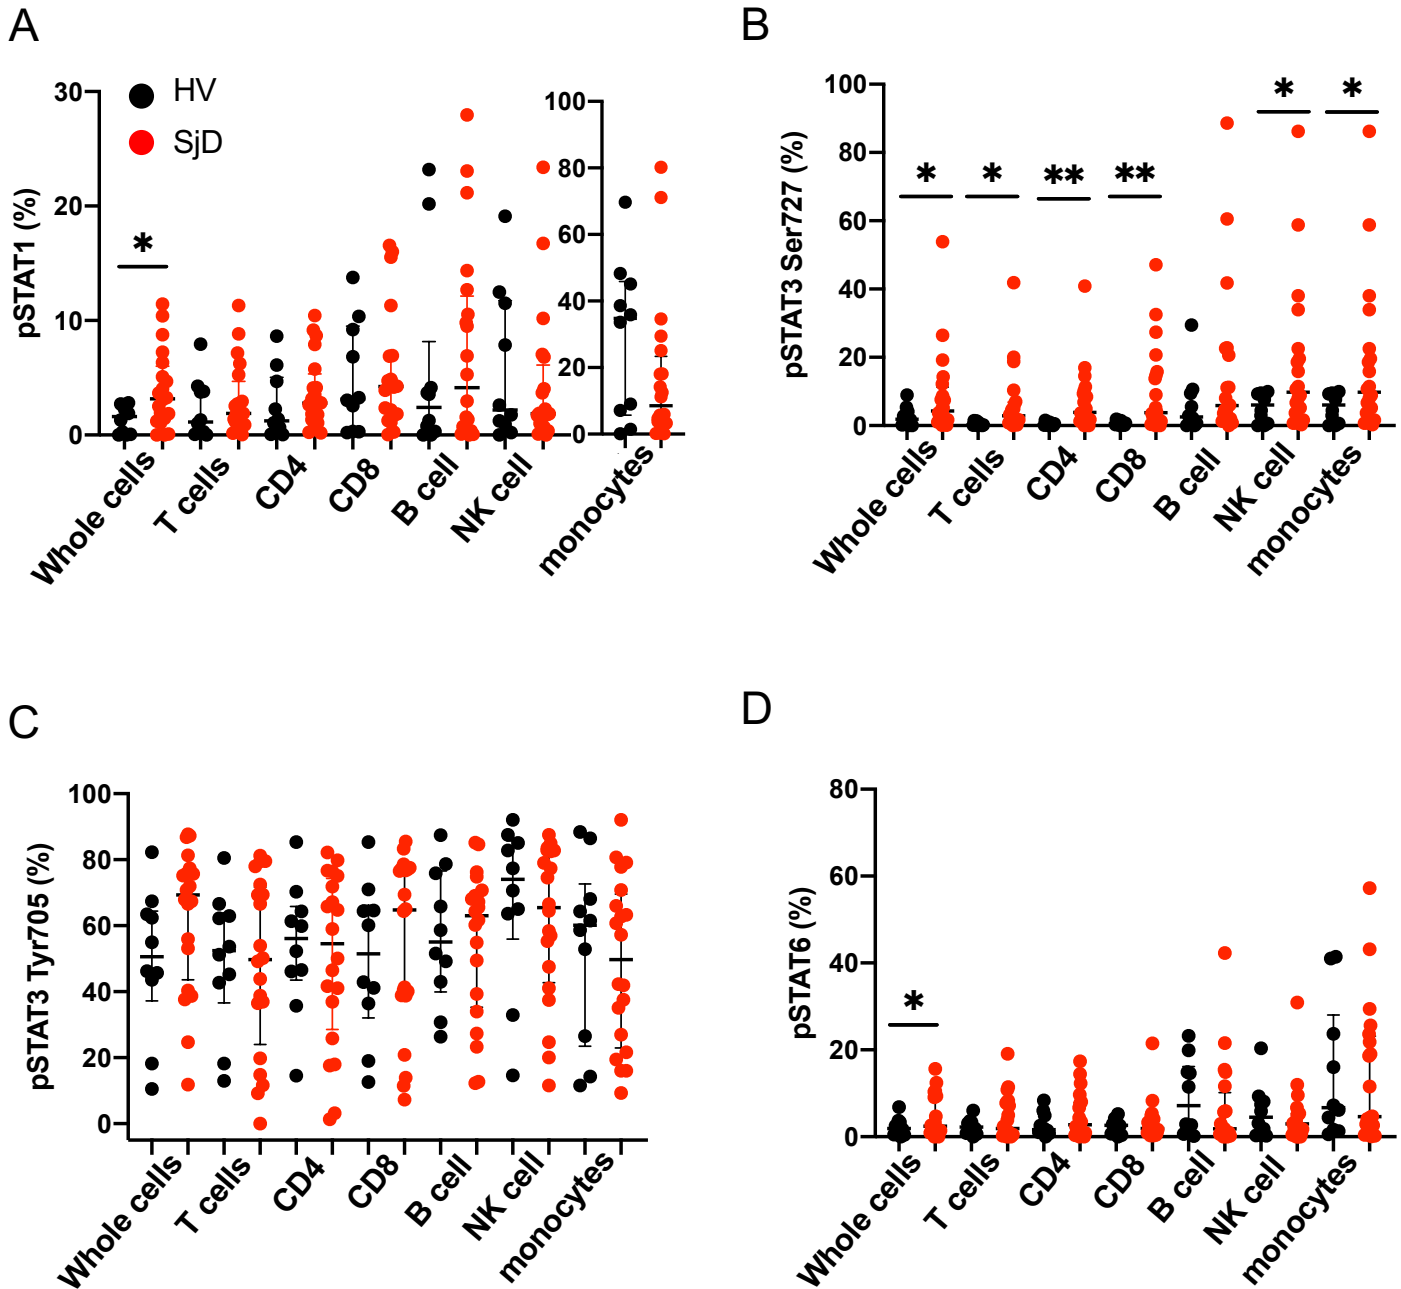 A
HV
SjD
pSTAT1 (%)
30
20
10
0
100
80
60
40
20
0
*
Whole cells
T cells
CD4
CD8
B cell
NK cell
monocytes
B
pSTAT3 Ser727 (%)
100
80
60
40
20
0
*
*
**
**
*
*
Whole cells
T cells
CD4
CD8
B cell
NK cell
monocytes
C
pSTAT3 Tyr705 (%)
100
80
60
40
20
0
Whole cells
T cells
CD4
CD8
B cell
NK cell
monocytes
D
pSTAT6 (%)
80
60
40
20
0
*
Whole cells
T cells
CD4
CD8
B cell
NK cell
monocytes